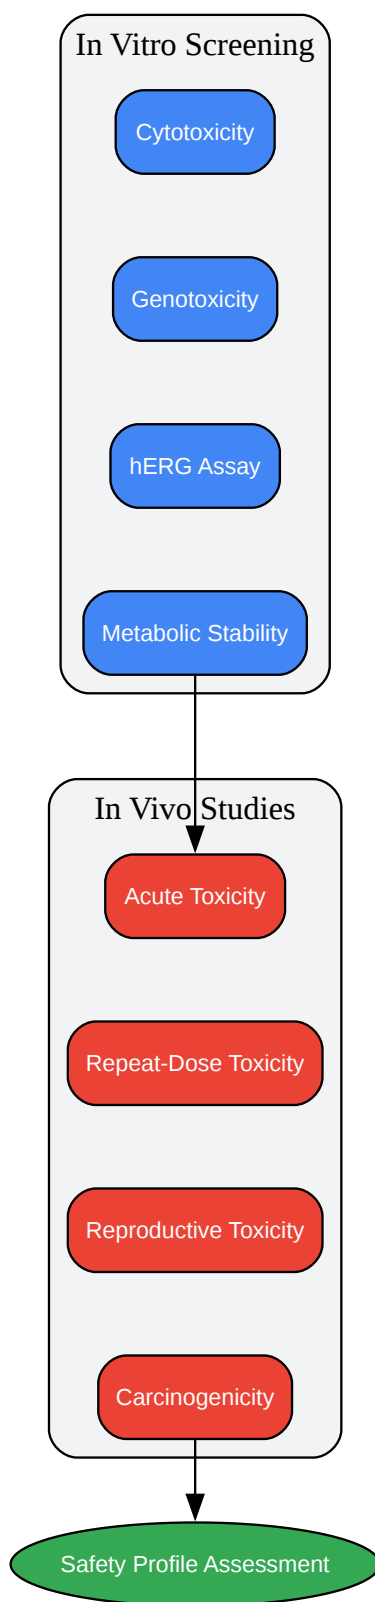 In Vitro Screening
Cytotoxicity
Genotoxicity
hERG Assay
Metabolic Stability
In Vivo Studies
Acute Toxicity
Repeat-Dose Toxicity
Reproductive Toxicity
Carcinogenicity
Safety Profile Assessment